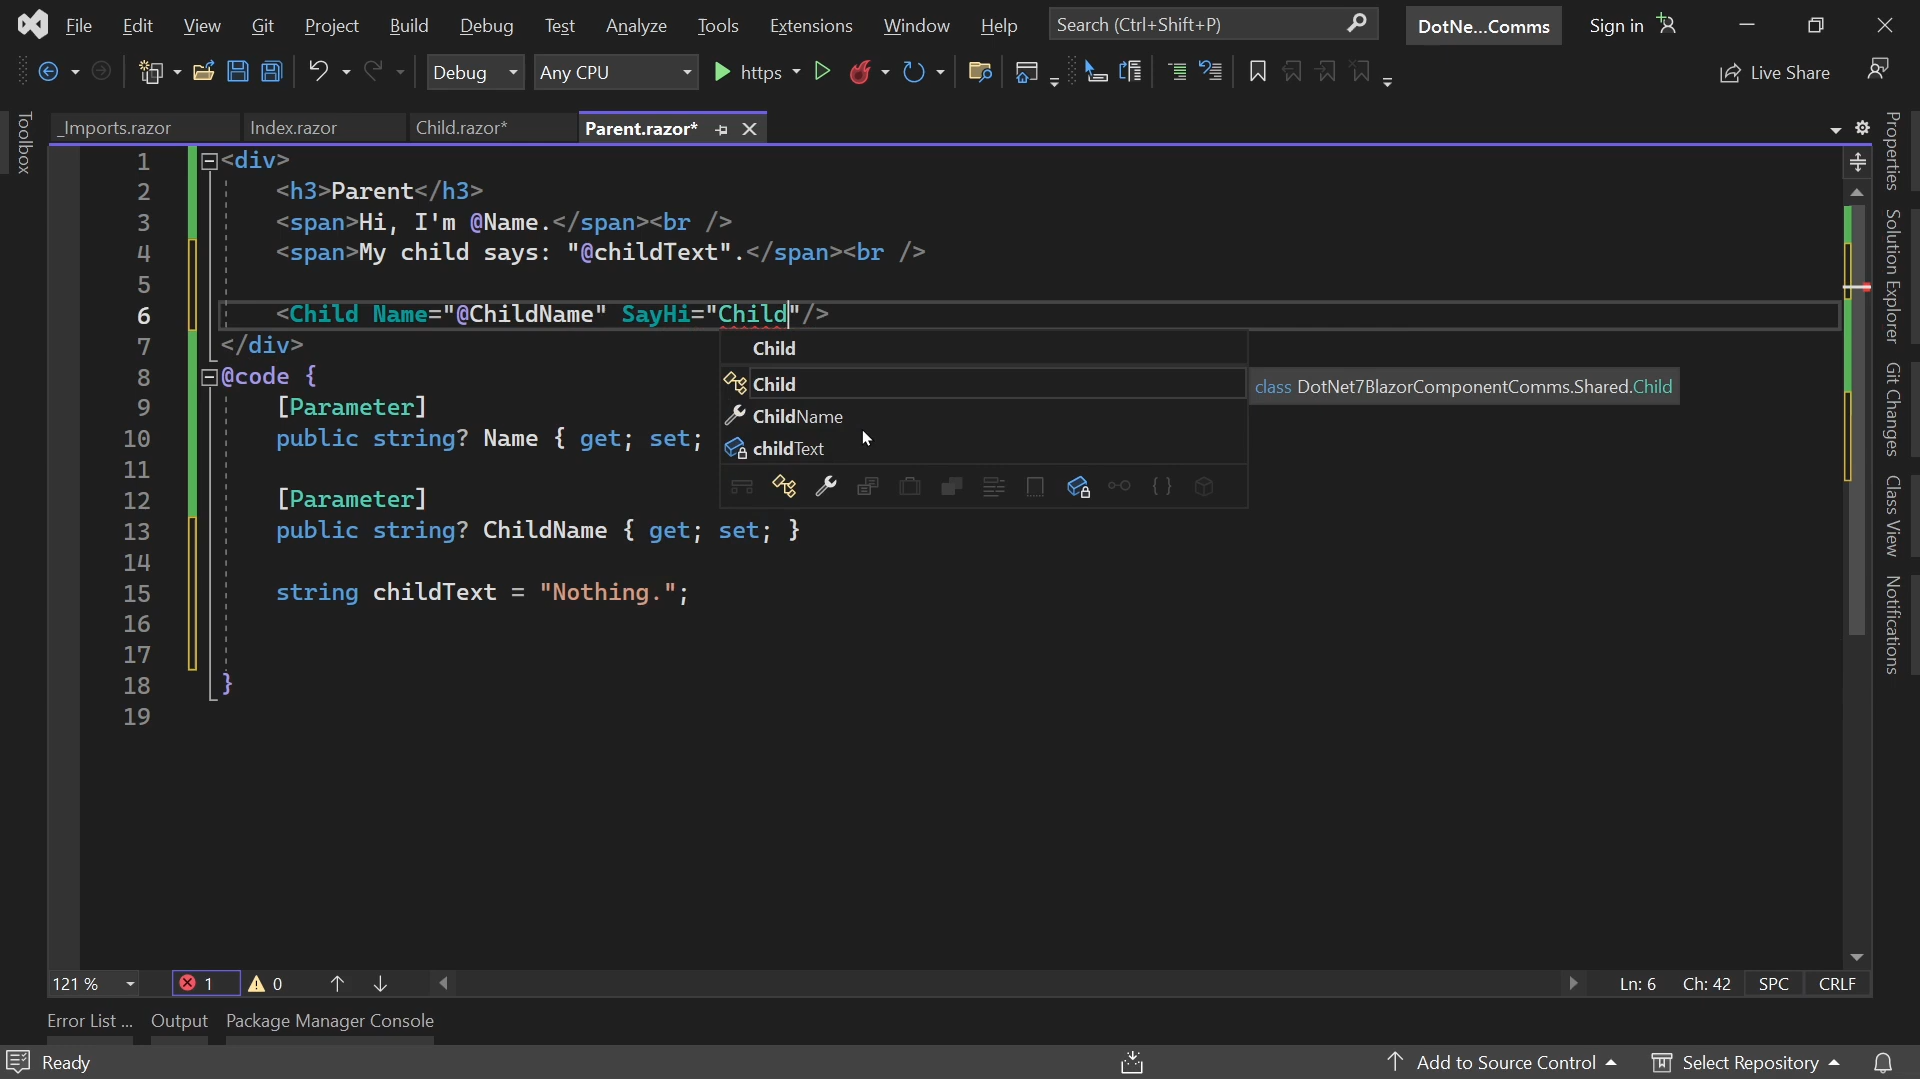 File Edit View Git Project Build Debug Test Analyze Tools Extensions Window Help Search (Ctrl+Shift+P) DotNe...Comms Sign in
Debug Any CPU https Live Share
Toolbox
_Imports.razor Index.razor Child.razor* Parent.razor*
1 <div>
2 <h3>Parent</h3>
3 <span>Hi, I'm @Name.</span><br />
4 <span>My child says: "@childText".</span><br />
5
6 <Child Name="@ChildName" SayHi="Child"/>
7 </div>
8 @code {
9 [Parameter]
10 public string? Name { get; set;
11
12 [Parameter]
13 public string? ChildName { get; set; }
14
15 string childText = "Nothing.";
16
17
18 }
19
Child
Child
ChildName
childText
class DotNet7BlazorComponentComms.Shared.Child
Properties
Solution Explorer
Git Changes
Class View
Notifications
121 % 1 0 Ln: 6 Ch: 42 SPC CRLF
Error List ... Output Package Manager Console
Ready Add to Source Control Select Repository